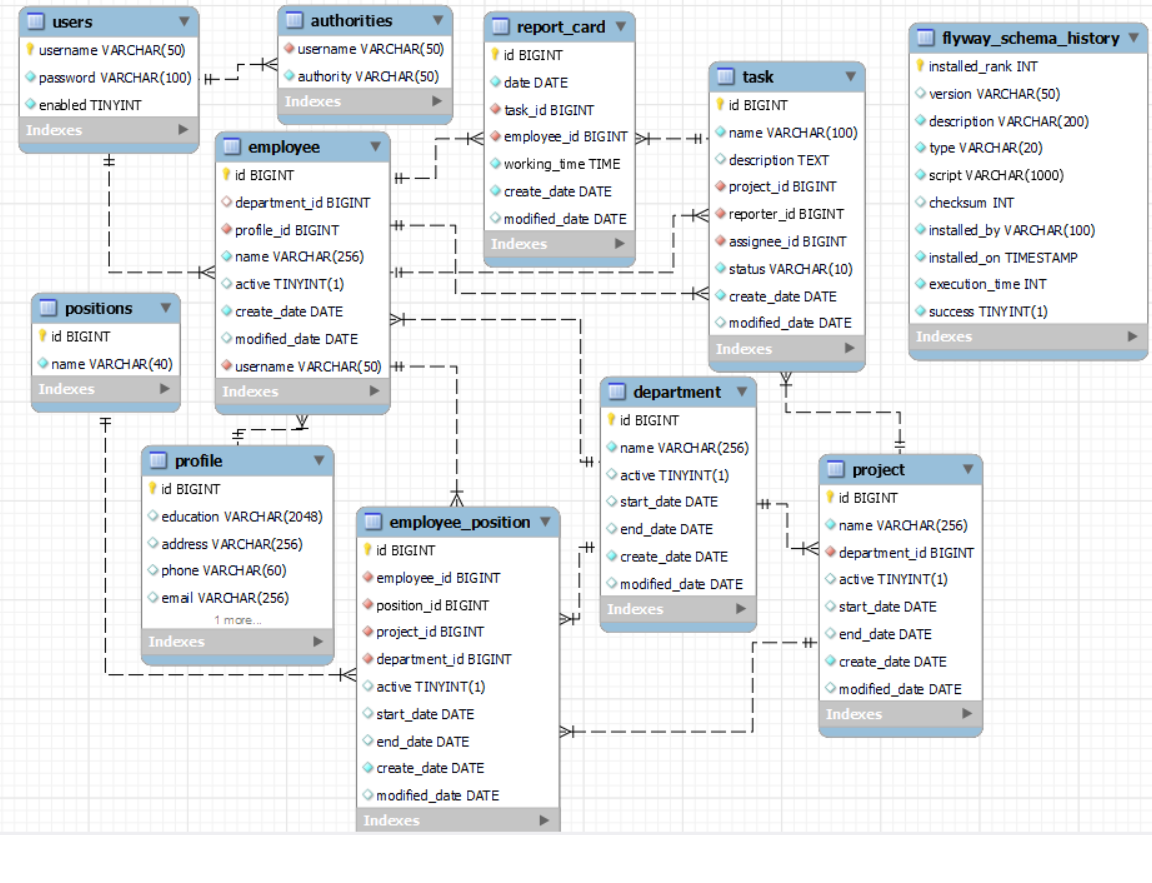 users
username VARCHAR(50)
password VARCHAR(100)
enabled TINYINT
Indexes
authorities
username VARCHAR(50)
authority VARCHAR(50)
Indexes
report_card
id BIGINT
date DATE
task_id BIGINT
employee_id BIGINT
working_time TIME
create_date DATE
modified_date DATE
Indexes
task
id BIGINT
name VARCHAR(100)
description TEXT
project_id BIGINT
reporter_id BIGINT
assignee_id BIGINT
status VARCHAR(10)
create_date DATE
modified_date DATE
Indexes
flyway_schema_history
installed_rank INT
version VARCHAR(50)
description VARCHAR(200)
type VARCHAR(20)
script VARCHAR(1000)
checksum INT
installed_by VARCHAR(100)
installed_on TIMESTAMP
execution_time INT
success TINYINT(1)
Indexes
employee
id BIGINT
department_id BIGINT
profile_id BIGINT
name VARCHAR(256)
active TINYINT(1)
create_date DATE
modified_date DATE
username VARCHAR(50)
Indexes
positions
id BIGINT
name VARCHAR(40)
Indexes
profile
id BIGINT
education VARCHAR(2048)
address VARCHAR(256)
phone VARCHAR(60)
email VARCHAR(256)
1 more...
Indexes
employee_position
id BIGINT
employee_id BIGINT
position_id BIGINT
project_id BIGINT
department_id BIGINT
active TINYINT(1)
start_date DATE
end_date DATE
create_date DATE
modified_date DATE
Indexes
department
id BIGINT
name VARCHAR(256)
active TINYINT(1)
start_date DATE
end_date DATE
create_date DATE
modified_date DATE
Indexes
project
id BIGINT
name VARCHAR(256)
department_id BIGINT
active TINYINT(1)
start_date DATE
end_date DATE
create_date DATE
modified_date DATE
Indexes